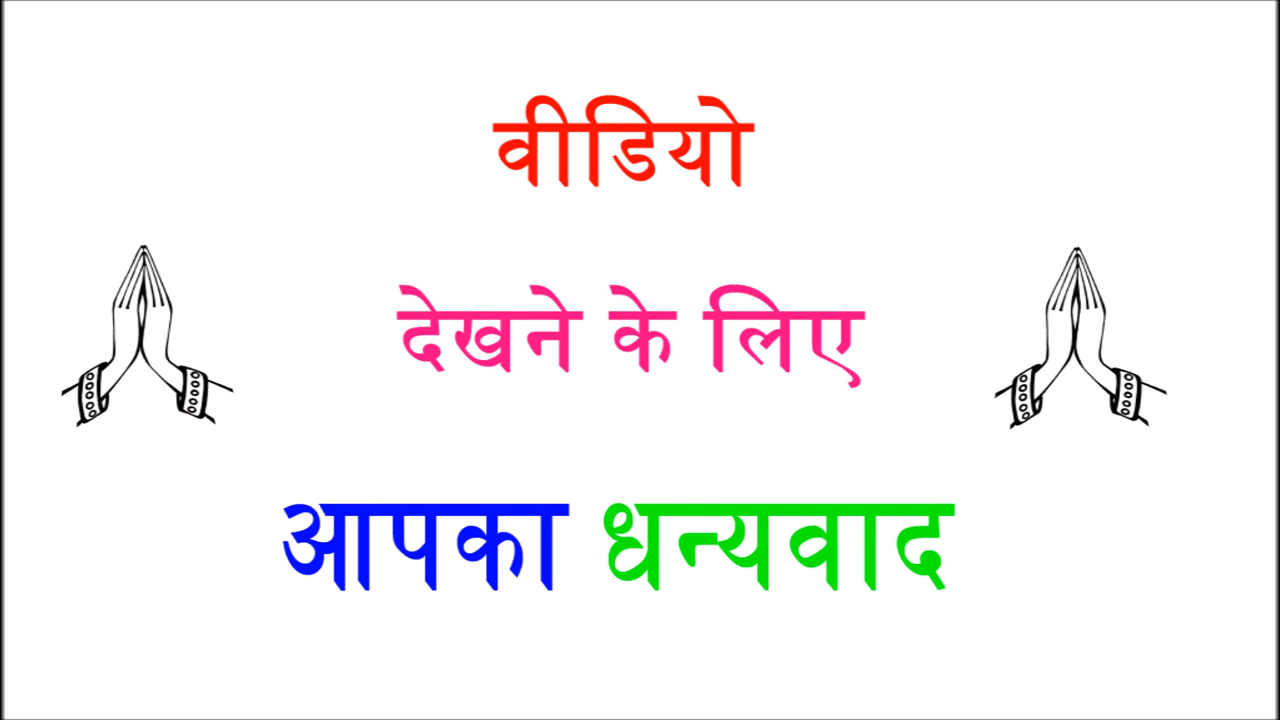 वीडियो
देखने के लिए
आपका धन्यवाद